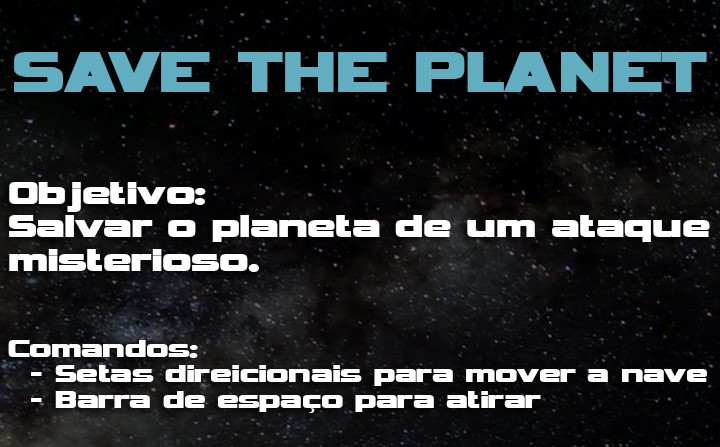 SAVE THE PLANET
Objetivo:
Salvar o planeta de um ataque
misterioso.
Comandos:
- Setas direicionais para mover a nave
- Barra de espaço para atirar